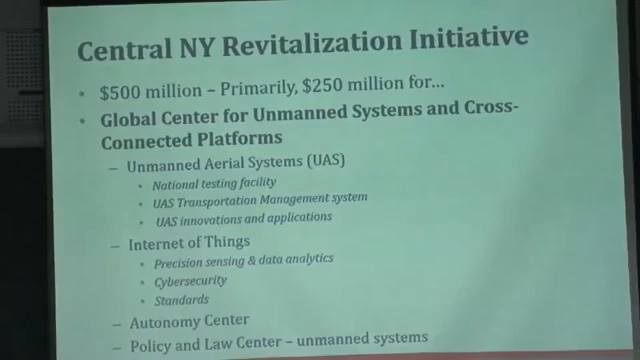 Central NY Revitalization Initiative
• $500 million – Primarily, $250 million for...
• Global Center for Unmanned Systems and Cross-
Connected Platforms
– Unmanned Aerial Systems (UAS)
• National testing facility
• UAS Transportation Management system
• UAS innovations and applications
– Internet of Things
• Precision sensing & data analytics
• Cybersecurity
• Standards
– Autonomy Center
– Policy and Law Center – unmanned systems